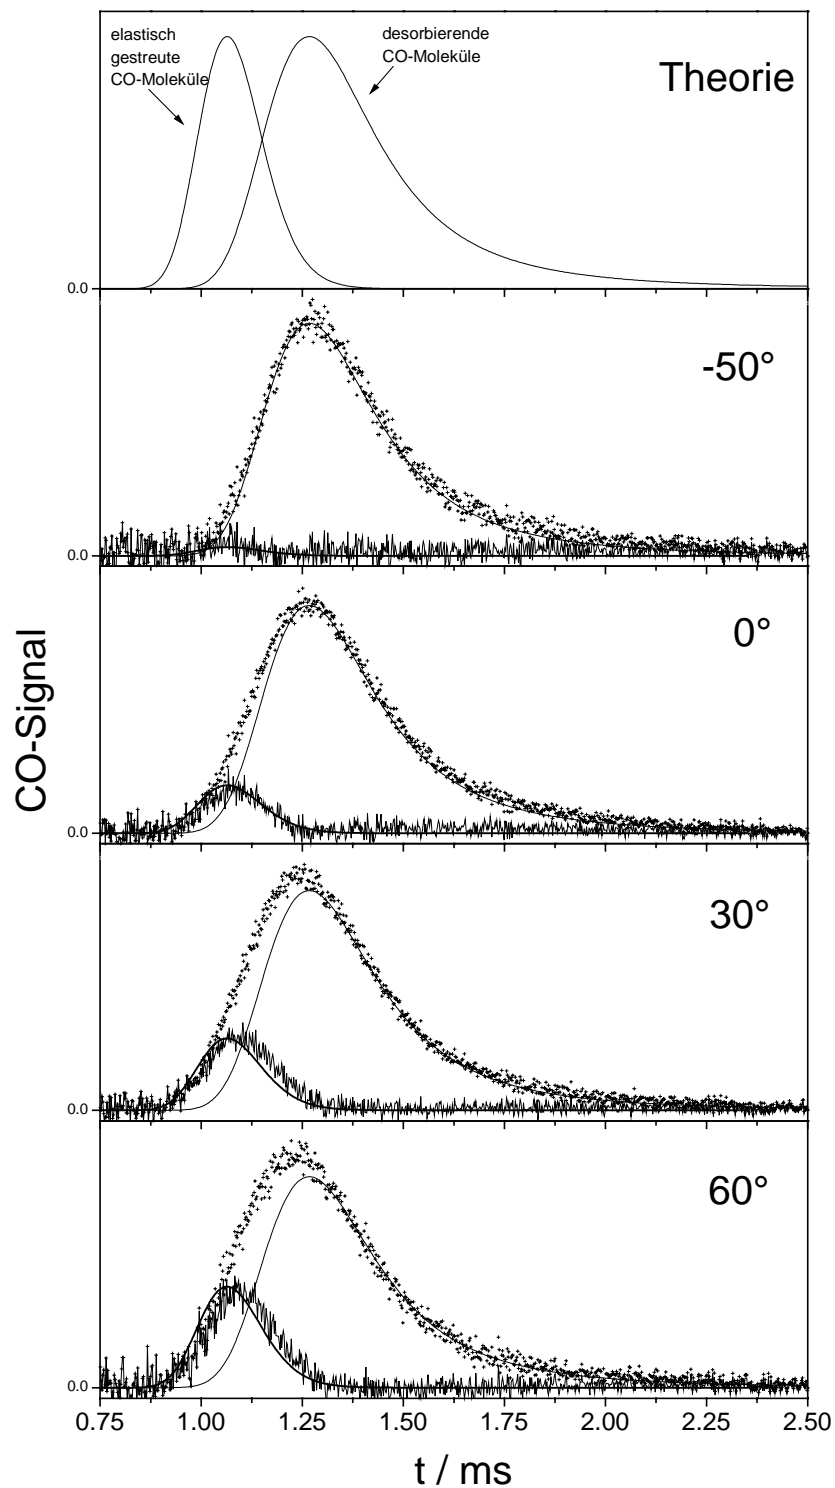 elastisch
gestreute
CO-Moleküle
desorbierende
CO-Moleküle
Theorie
0.0
-50°
0.0
0°
0.0
30°
0.0
60°
0.0
CO-Signal
0.75 1.00 1.25 1.50 1.75 2.00 2.25 2.50
t / ms